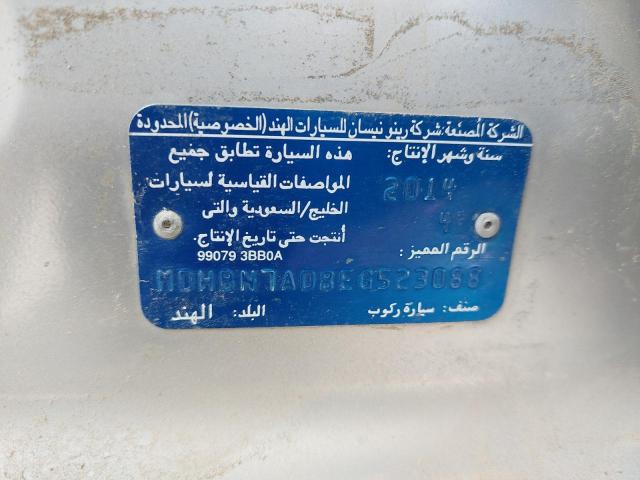 الشركة المصنعة: شركة رينو نيسان للسيارات الهند (الخصوصية) المحدودة
سنة وشهر الإنتاج: هذه السيارة تطابق جميع
المواصفات القياسية لسيارات
2014
الخليج/السعودية والتى
أنتجت حتى تاريخ الإنتاج.
الرقم المميز:
99079 3BB0A
MDHBN7AD8EG523088
صنف: سيارة ركوب البلد: الهند